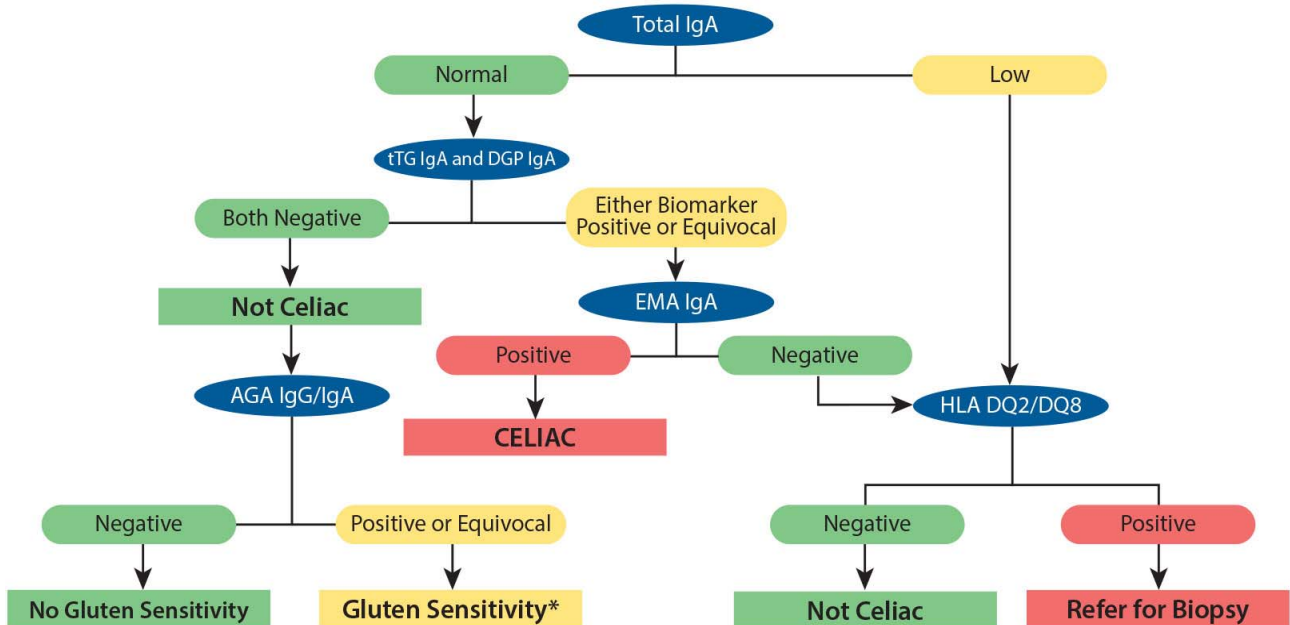 Total IgA
Normal
Low
tTG IgA and DGP IgA
Both Negative
Either Biomarker
Positive or Equivocal
Not Celiac
EMA IgA
Positive
Negative
AGA IgG/IgA
HLA DQ2/DQ8
CELIAC
Negative
Positive or Equivocal
Negative
Positive
No Gluten Sensitivity
Gluten Sensitivity*
Not Celiac
Refer for Biopsy